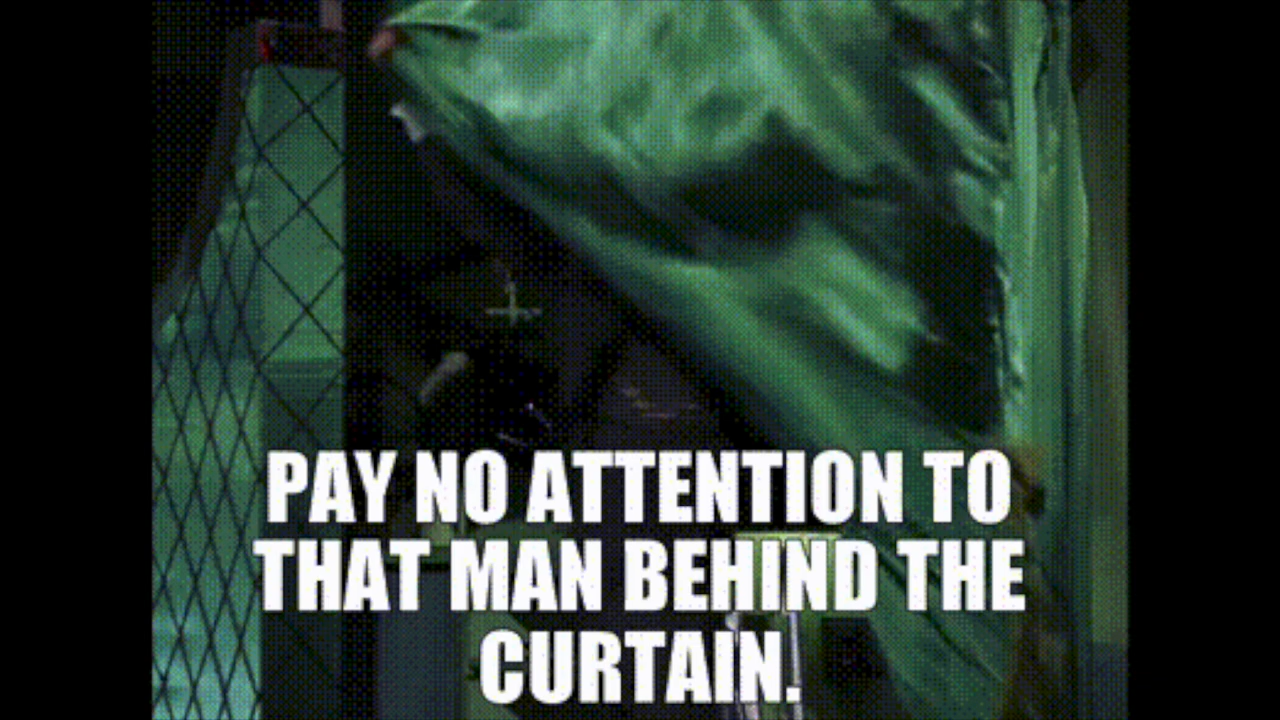 PAY NO ATTENTION TO
THAT MAN BEHIND THE
CURTAIN.